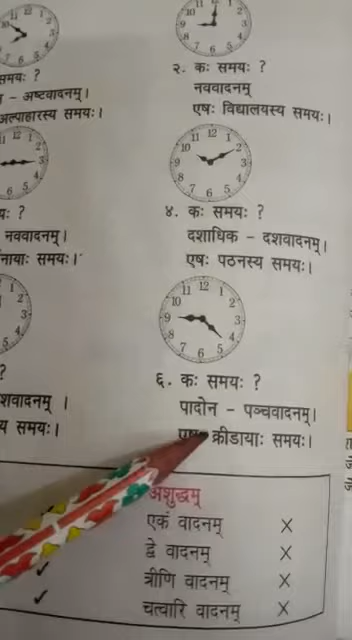 समयः ?
- अष्टवादनम्।
अल्पाहारस्य समयः।
२. कः समयः ?
नववादनम्
एषः विद्यालयस्य समयः।
यः ?
नववादनम्।
समयः।
४. कः समयः ?
दशाधिक - दशवादनम्।
एषः पठनस्य समयः।
?
शवादनम् ।
य समयः।
६. कः समयः ?
पादोन - पञ्चवादनम्।
एषः क्रीडायाः समयः।
अशुद्धम्
एकं वादनम् X
द्वे वादनम् X
त्रीणि वादनम् X
चत्वारि वादनम् X